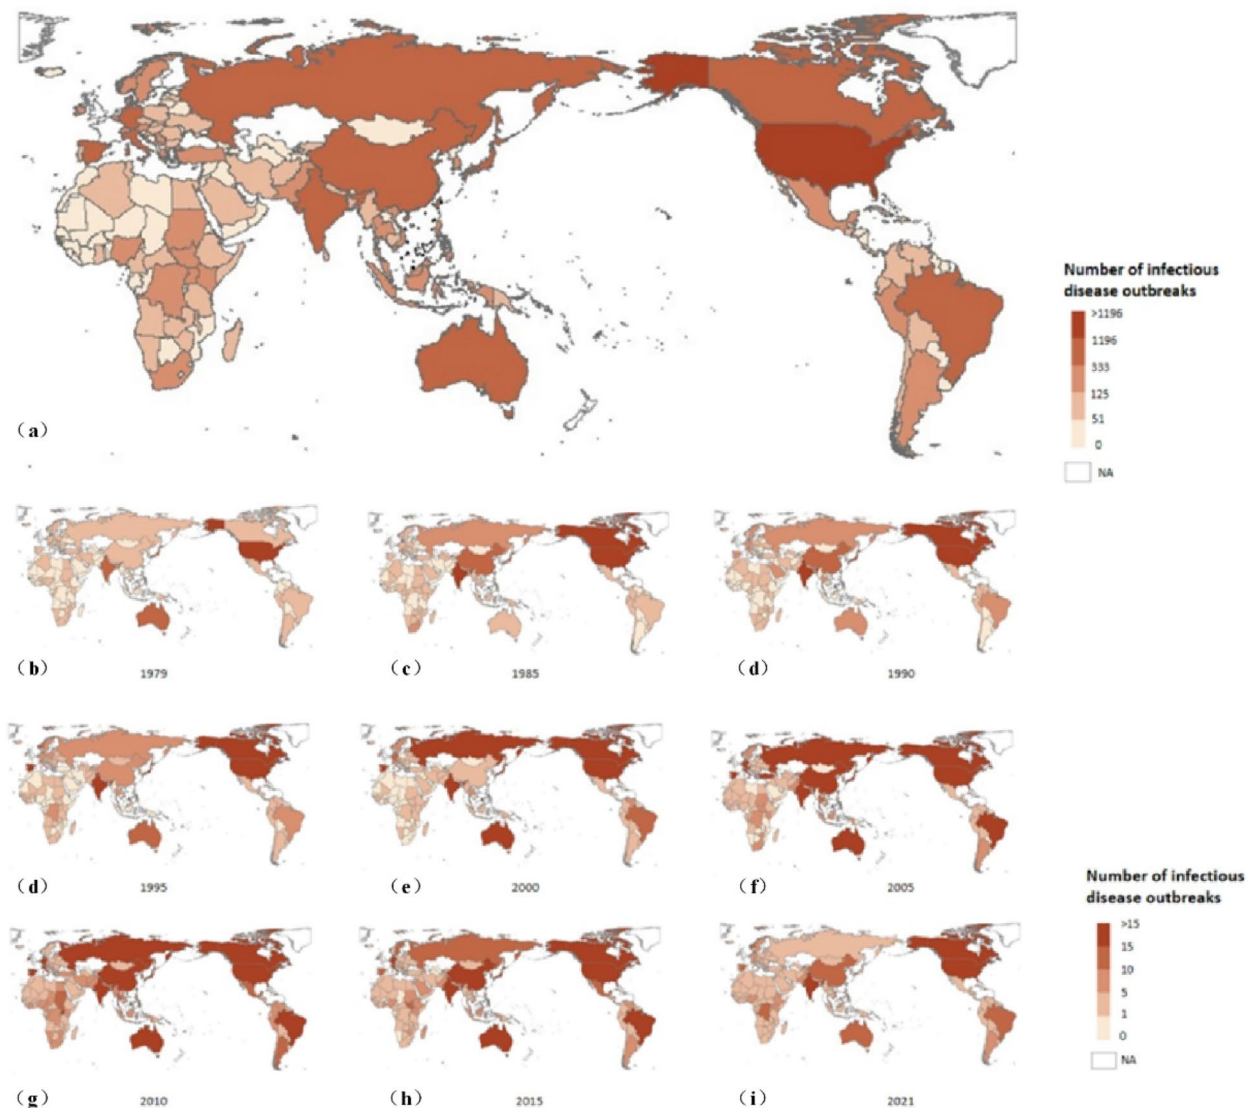 Number of infectious
disease outbreaks
>1196
1196
333
125
51
0
NA
(a)
(b) 1979
(c) 1985
(d) 1990
(d) 1995
(e) 2000
(f) 2005
Number of infectious
disease outbreaks
>15
15
10
5
1
0
NA
(g) 2010
(h) 2015
(i) 2021